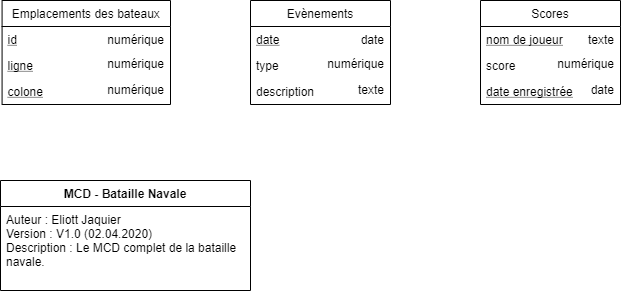 Emplacements des bateaux
id numérique
ligne numérique
colone numérique
Evènements
date date
type numérique
description texte
Scores
nom de joueur texte
score numérique
date enregistrée date
MCD - Bataille Navale
Auteur : Eliott Jaquier
Version : V1.0 (02.04.2020)
Description : Le MCD complet de la bataille
navale.